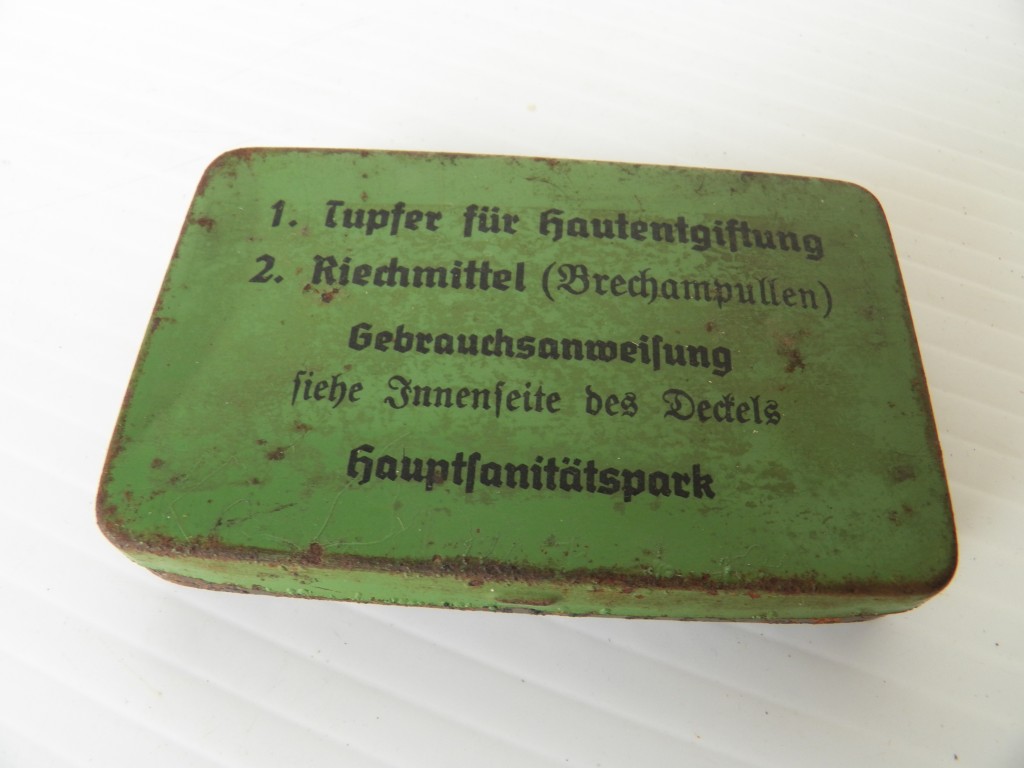 1. Tupfer für Hautentgiftung
2. Riechmittel (Brechampullen)
Gebrauchsanweiſung
ſiehe Innenſeite des Deckels
Hauptſanitätspark